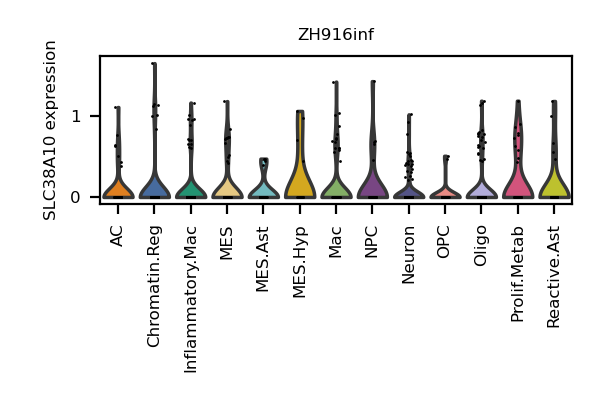 ZH916inf
SLC38A10 expression
1
0
AC
Chromatin.Reg
Inflammatory.Mac
MES
MES.Ast
MES.Hyp
Mac
NPC
Neuron
OPC
Oligo
Prolif.Metab
Reactive.Ast